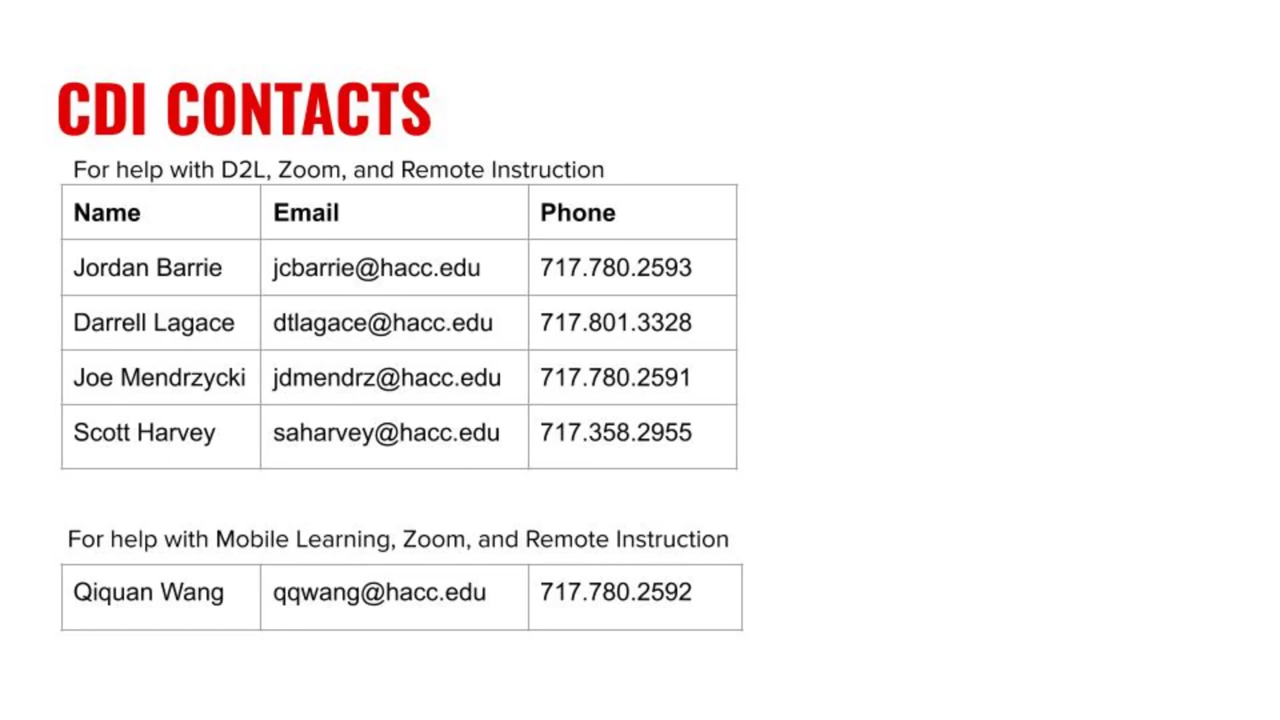 CDI CONTACTS
For help with D2L, Zoom, and Remote Instruction
Name Email Phone
Jordan Barrie jcbarrie@hacc.edu 717.780.2593
Darrell Lagace dtlagace@hacc.edu 717.801.3328
Joe Mendrzycki jdmendrz@hacc.edu 717.780.2591
Scott Harvey saharvey@hacc.edu 717.358.2955
For help with Mobile Learning, Zoom, and Remote Instruction
Qiquan Wang qqwang@hacc.edu 717.780.2592